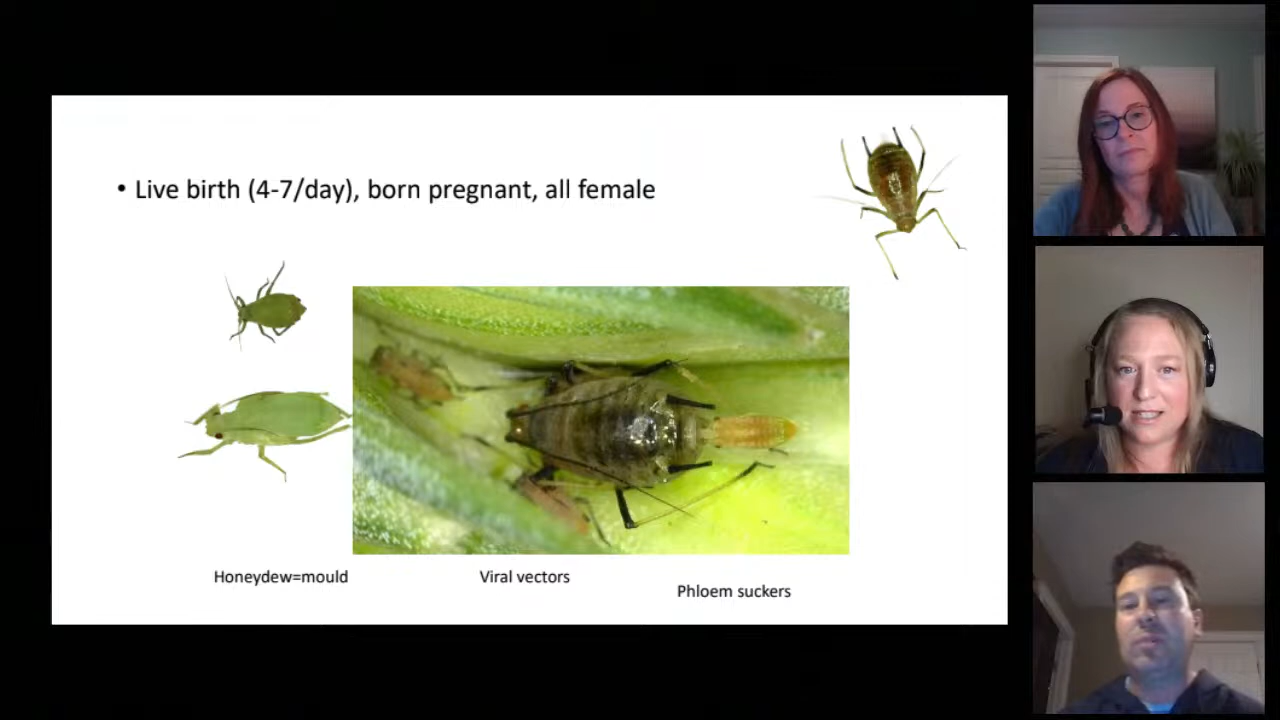 • Live birth (4-7/day), born pregnant, all female
Honeydew=mould
Viral vectors
Phloem suckers